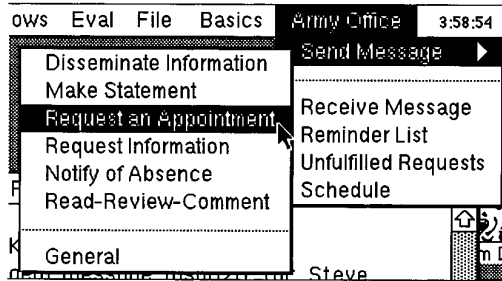 ows Eval File Basics Army Office 3:58:54
Send Message
Disseminate Information
Make Statement
Request an Appointment
Request Information
Notify of Absence
Read-Review-Comment
General
Receive Message
Reminder List
Unfulfilled Requests
Schedule
Steve